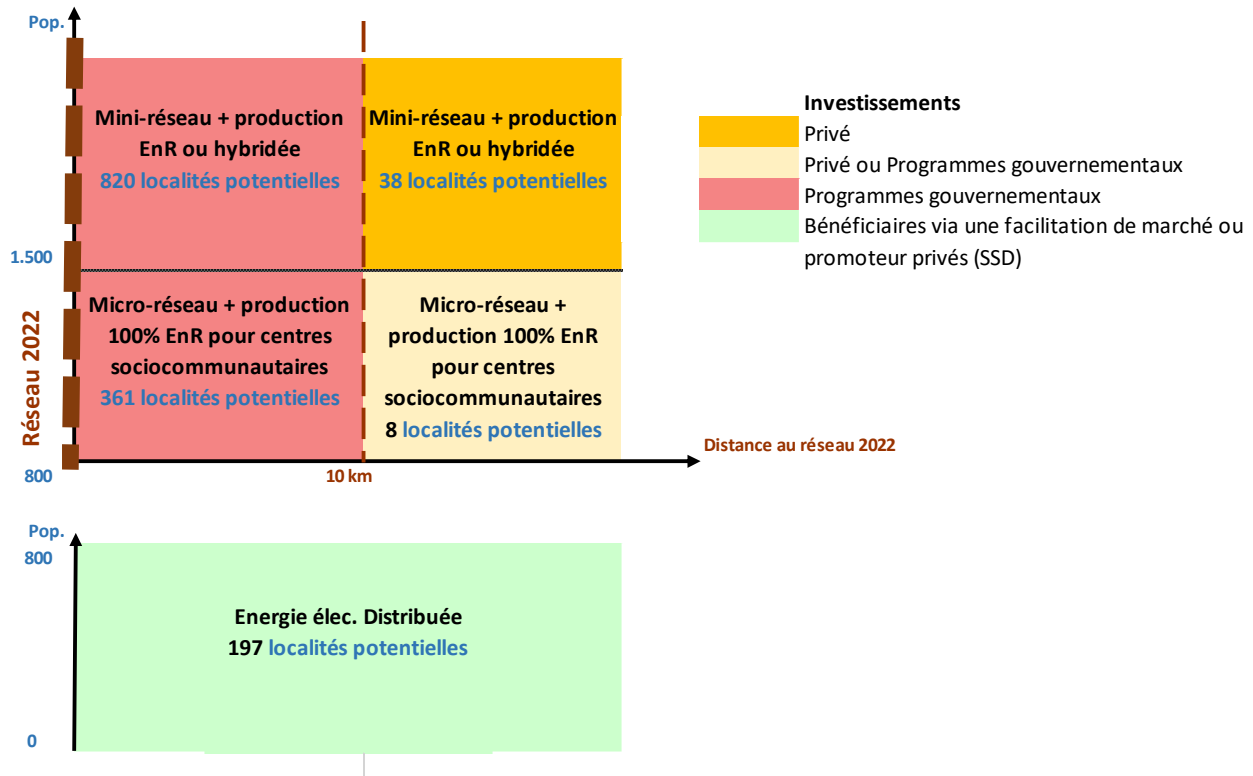 Pop.
Mini-réseau + production
EnR ou hybridée
820 localités potentielles
Mini-réseau + production
EnR ou hybridée
38 localités potentielles
Investissements
Privé
Privé ou Programmes gouvernementaux
Programmes gouvernementaux
Bénéficiaires via une facilitation de marché ou
promoteur privés (SSD)
1.500
Réseau 2022
Micro-réseau + production
100% EnR pour centres
sociocommunautaires
361 localités potentielles
Micro-réseau +
production 100% EnR
pour centres
sociocommunautaires
8 localités potentielles
Distance au réseau 2022
800
10 km
Pop.
800
Energie élec. Distribuée
197 localités potentielles
0